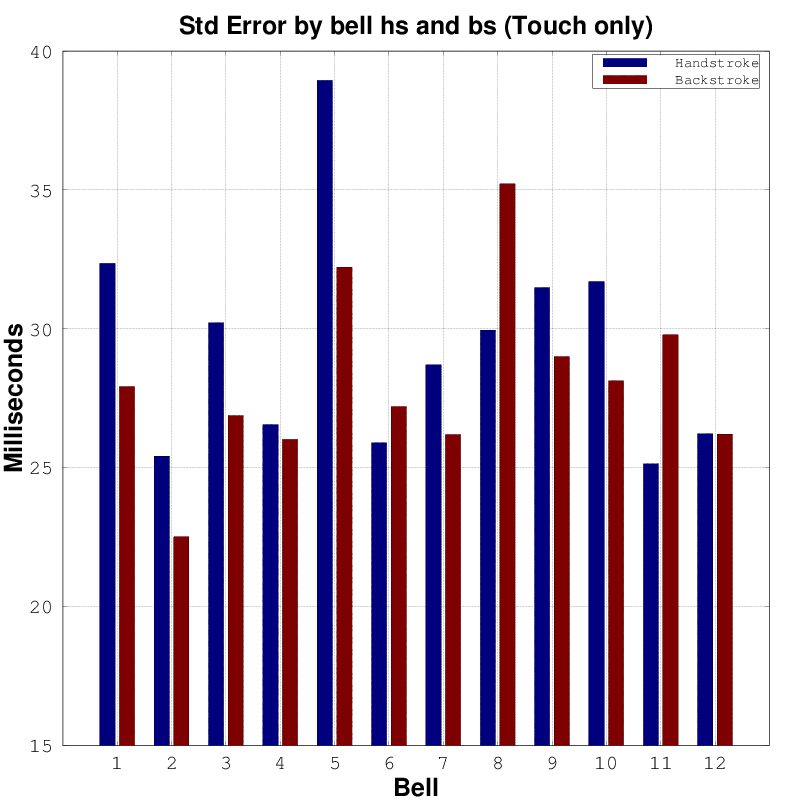 Std Error by bell hs and bs (Touch only)
40
Handstroke
Backstroke
35
30
Milliseconds
25
20
15
1 2 3 4 5 6 7 8 9 10 11 12
Bell